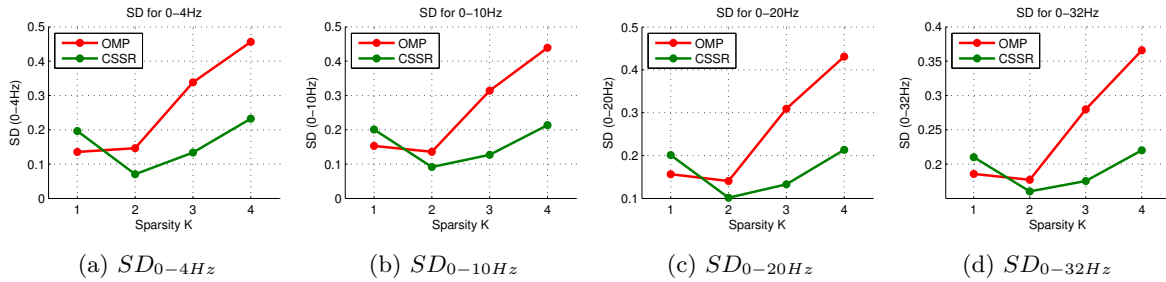 SD for 0−4Hz
0.5
0.4
0.3
0.2
0.1
0
SD (0−4Hz)
OMP
CSSR
1 2 3 4
Sparsity K
(a) SD0−4Hz
SD for 0−10Hz
0.5
0.4
0.3
0.2
0.1
0
SD (0−10Hz)
OMP
CSSR
1 2 3 4
Sparsity K
(b) SD0−10Hz
SD for 0−20Hz
0.5
0.4
0.3
0.2
0.1
SD (0−20Hz)
OMP
CSSR
1 2 3 4
Sparsity K
(c) SD0−20Hz
SD for 0−32Hz
0.4
0.35
0.3
0.25
0.2
SD (0−32Hz)
OMP
CSSR
1 2 3 4
Sparsity K
(d) SD0−32Hz